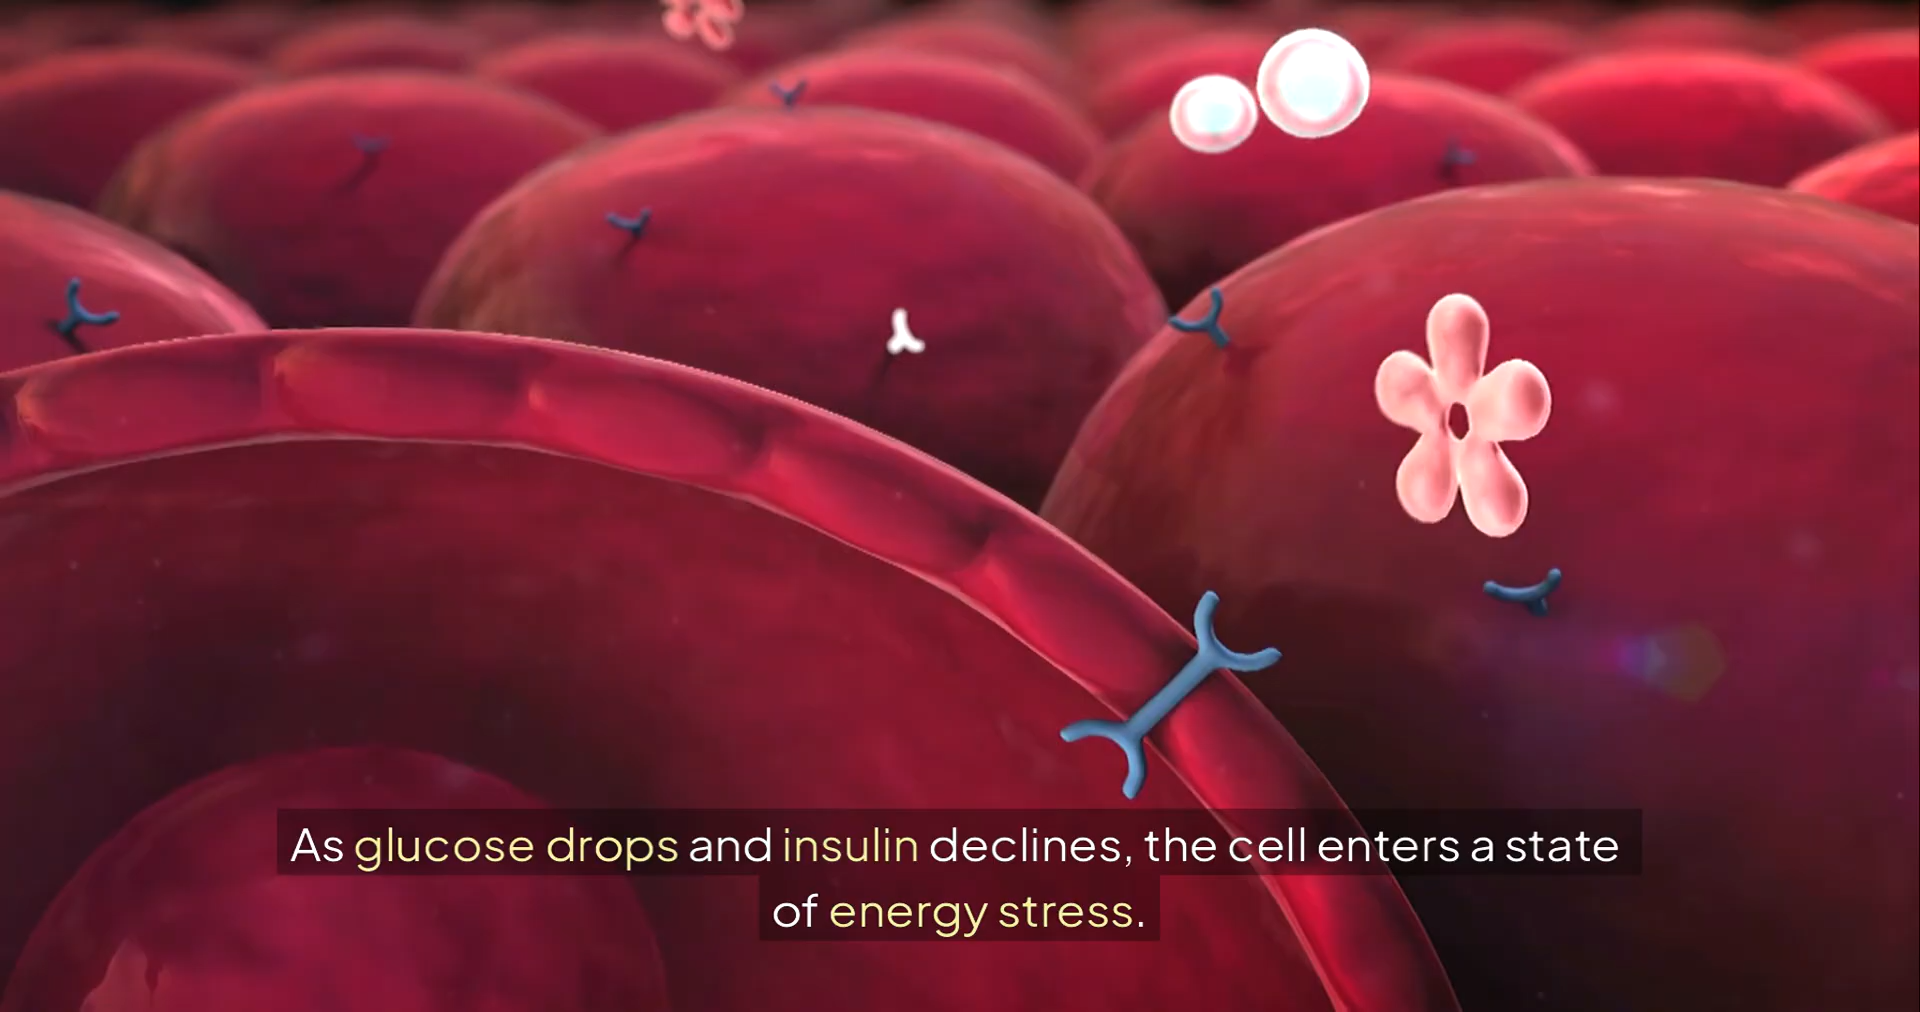 As glucose drops and insulin declines, the cell enters a state
of energy stress.